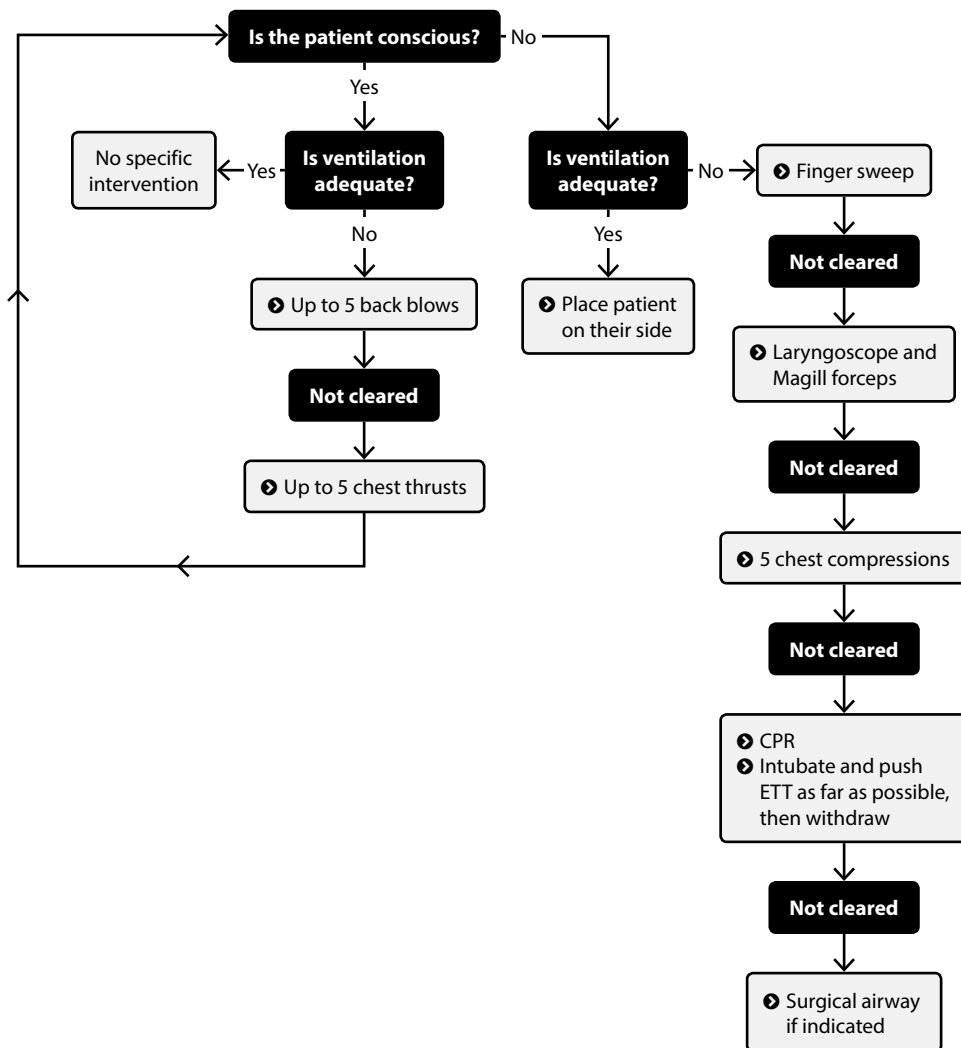 Is the patient conscious?
No
Yes
No specific
intervention
Yes
Is ventilation
adequate?
Is ventilation
adequate?
No
Finger sweep
No
Yes
Not cleared
Up to 5 back blows
Place patient
on their side
Laryngoscope and
Magill forceps
Not cleared
Not cleared
Up to 5 chest thrusts
5 chest compressions
Not cleared
CPR
Intubate and push
ETT as far as possible,
then withdraw
Not cleared
Surgical airway
if indicated